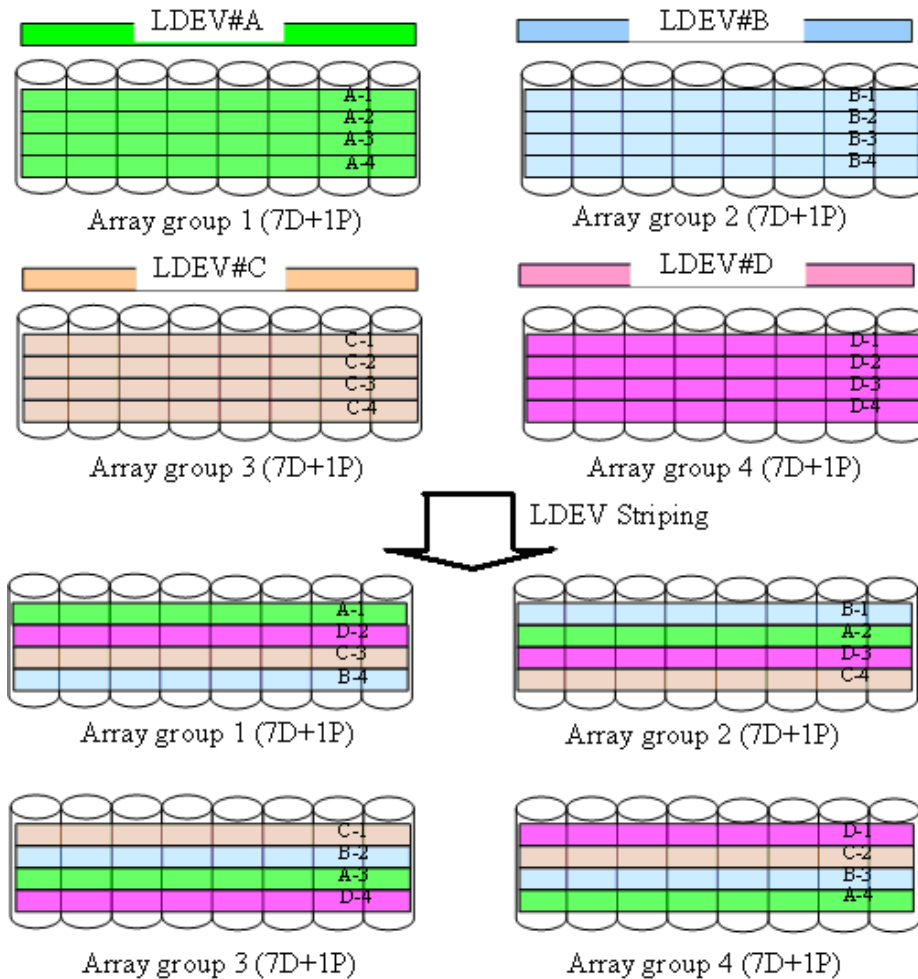 LDEV#A
LDEV#B
A-1
A-2
A-3
A-4
B-1
B-2
B-3
B-4
Array group 1 (7D+1P)
Array group 2 (7D+1P)
LDEV#C
LDEV#D
C-1
C-2
C-3
C-4
D-1
D-2
D-3
D-4
Array group 3 (7D+1P)
Array group 4 (7D+1P)
LDEV Striping
A-1
D-2
C-3
B-4
B-1
A-2
D-3
C-4
Array group 1 (7D+1P)
Array group 2 (7D+1P)
C-1
B-2
A-3
D-4
D-1
C-2
B-3
A-4
Array group 3 (7D+1P)
Array group 4 (7D+1P)